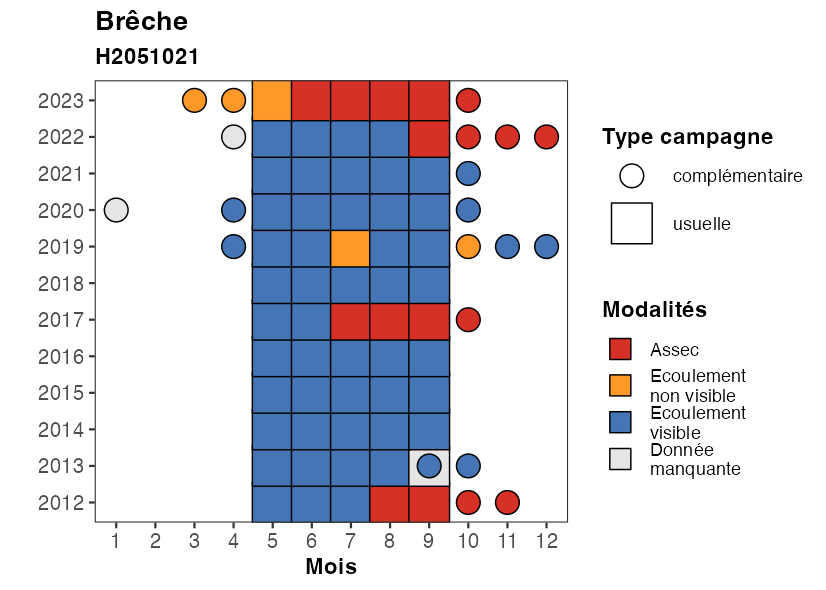 Brêche
H2051021
2023
2022
2021
2020
2019
2018
2017
2016
2015
2014
2013
2012
1 2 3 4 5 6 7 8 9 10 11 12
Mois
Type campagne
complémentaire
usuelle
Modalités
Assec
Ecoulement
non visible
Ecoulement
visible
Donnée
manquante